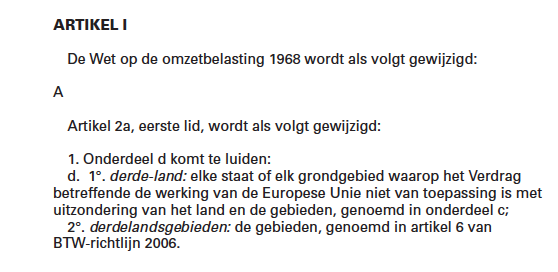 ARTIKEL I
De Wet op de omzetbelasting 1968 wordt als volgt gewijzigd:
A
Artikel 2a, eerste lid, wordt als volgt gewijzigd:
1. Onderdeel d komt te luiden:
d. 1°. derde-land: elke staat of elk grondgebied waarop het Verdrag
betreffende de werking van de Europese Unie niet van toepassing is met
uitzondering van het land en de gebieden, genoemd in onderdeel c;
2°. derdelandsgebieden: de gebieden, genoemd in artikel 6 van
BTW-richtlijn 2006.